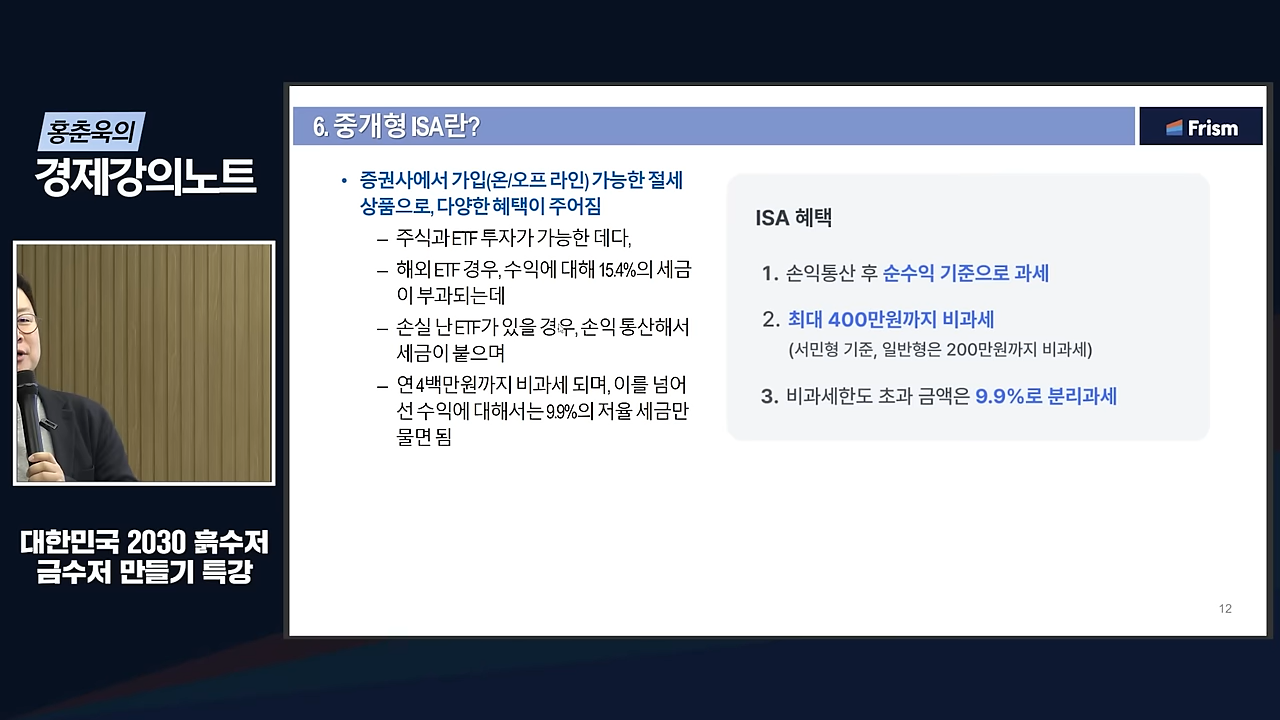 홍춘욱의
경제강의노트
대한민국 2030 흙수저
금수저 만들기 특강
6. 중개형 ISA란?
Frism
• 증권사에서 가입(온/오프 라인) 가능한 절세
상품으로, 다양한 혜택이 주어짐
– 주식과 ETF 투자가 가능한 데다,
– 해외 ETF 경우, 수익에 대해 15.4%의 세금
이 부과되는데
– 손실 난 ETF가 있을 경우, 손익 통산해서
세금이 붙으며
– 연 4백만원까지 비과세 되며, 이를 넘어
선 수익에 대해서는 9.9%의 저율 세금만
물면 됨
ISA 혜택
1. 손익통산 후 순수익 기준으로 과세
2. 최대 400만원까지 비과세
(서민형 기준, 일반형은 200만원까지 비과세)
3. 비과세한도 초과 금액은 9.9%로 분리과세
12